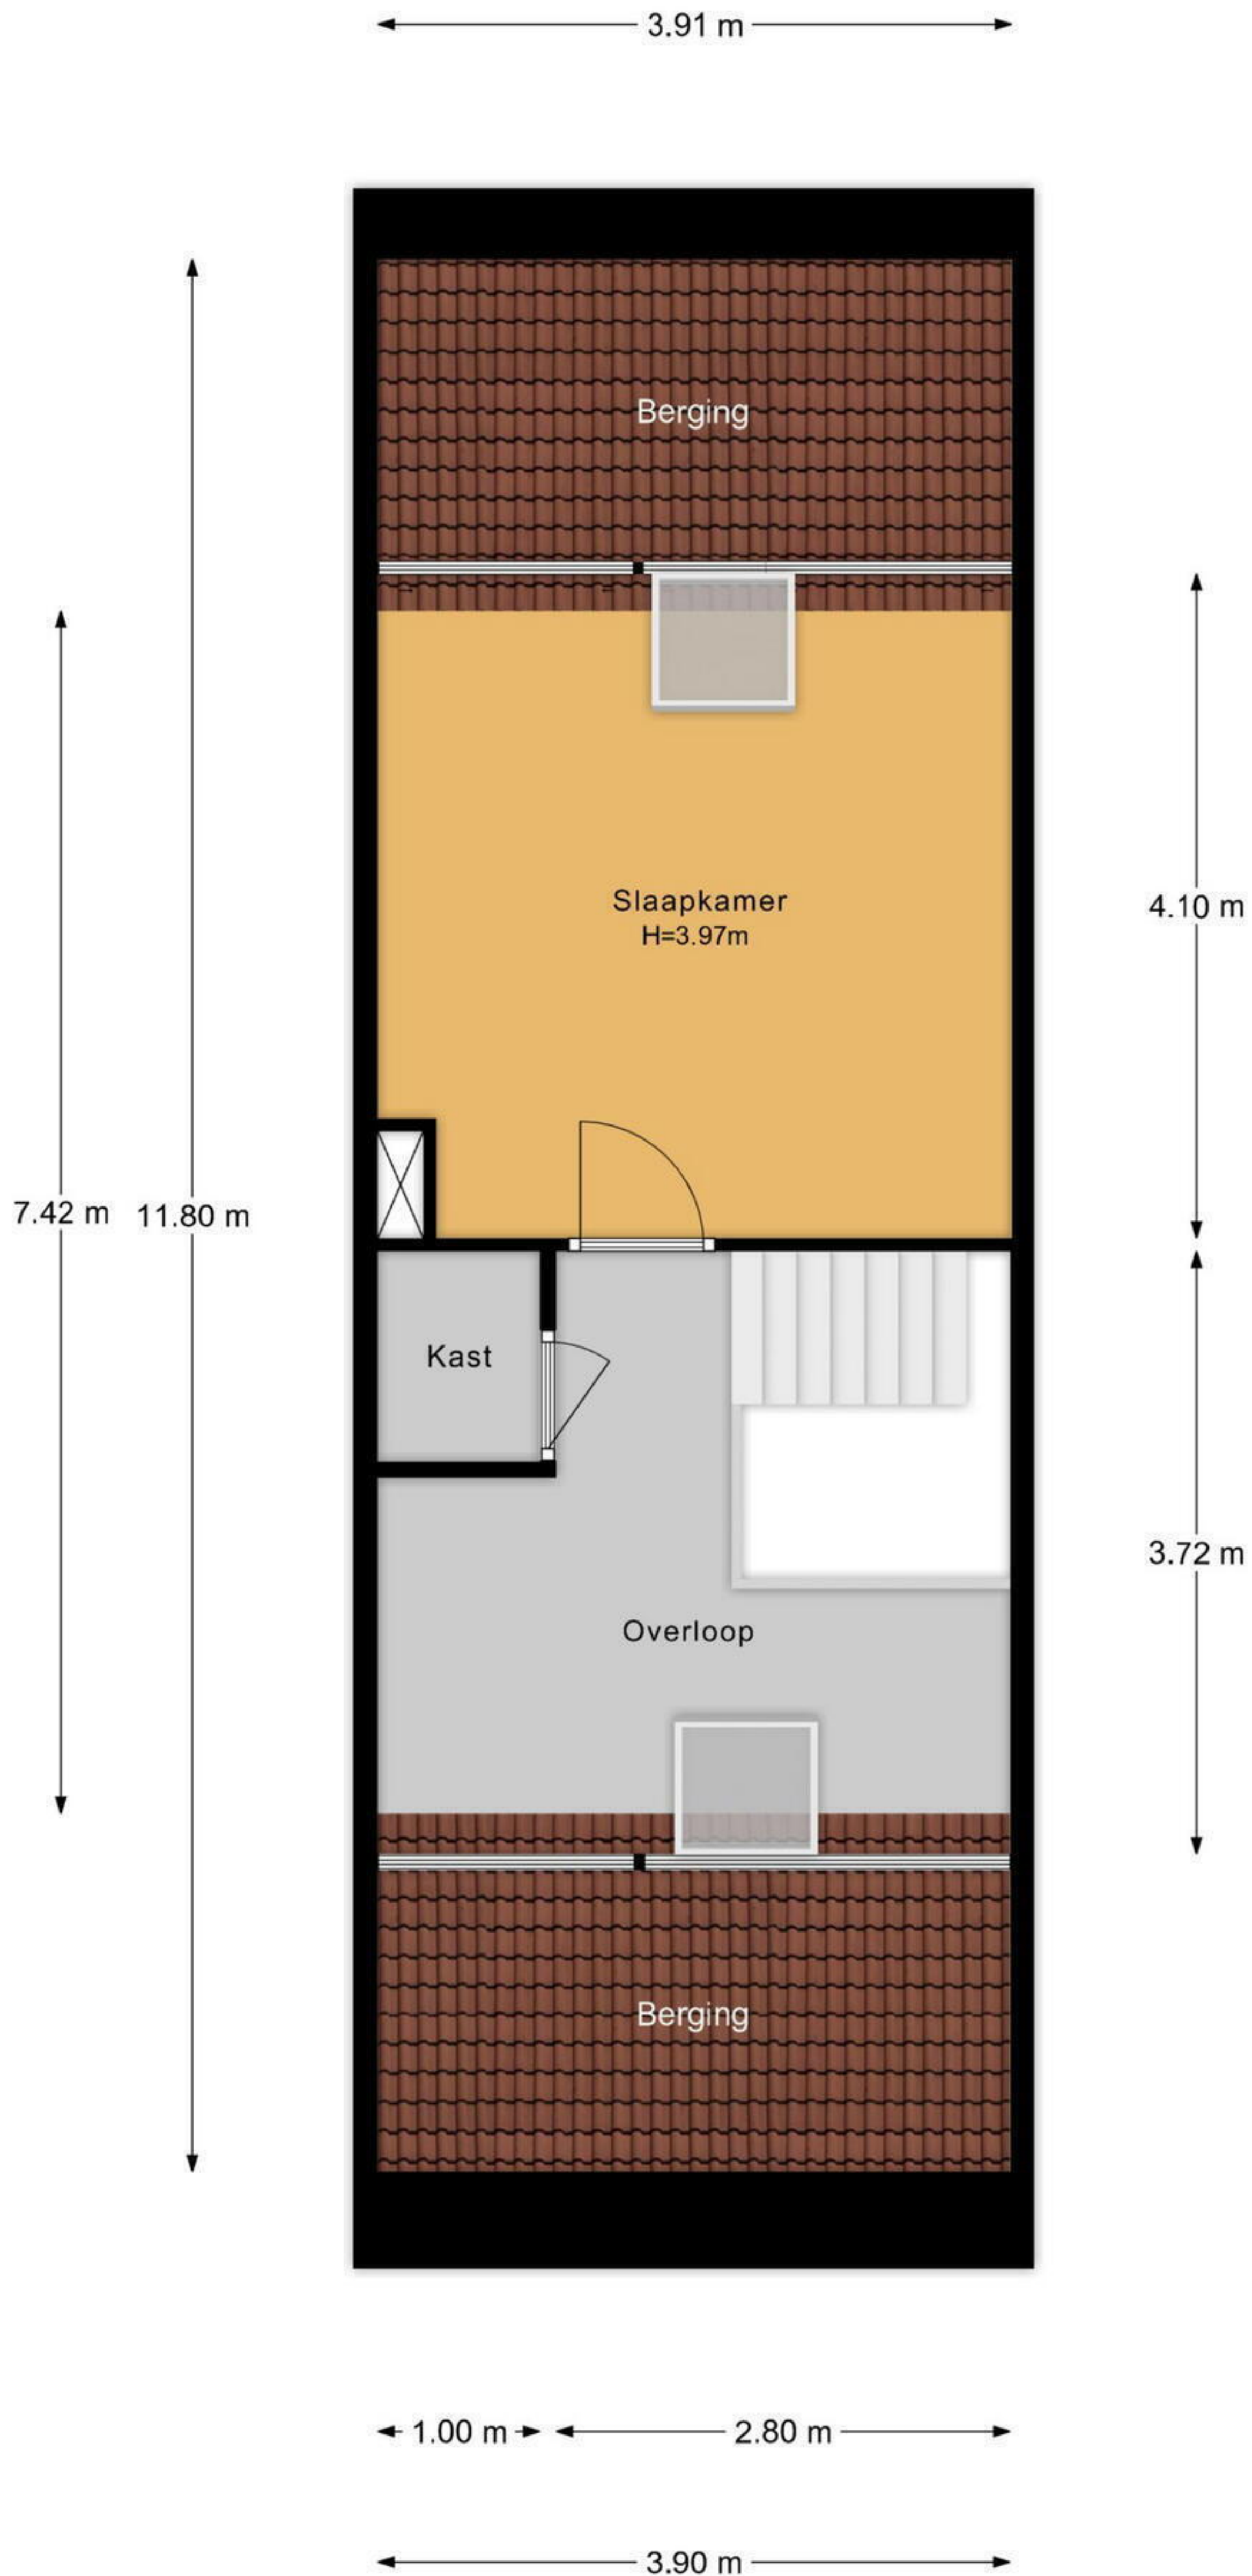 3.91 m
Berging
Slaapkamer
H=3.97m
4.10 m
7.42 m
11.80 m
Kast
3.72 m
Overloop
Berging
1.00 m
2.80 m
3.90 m